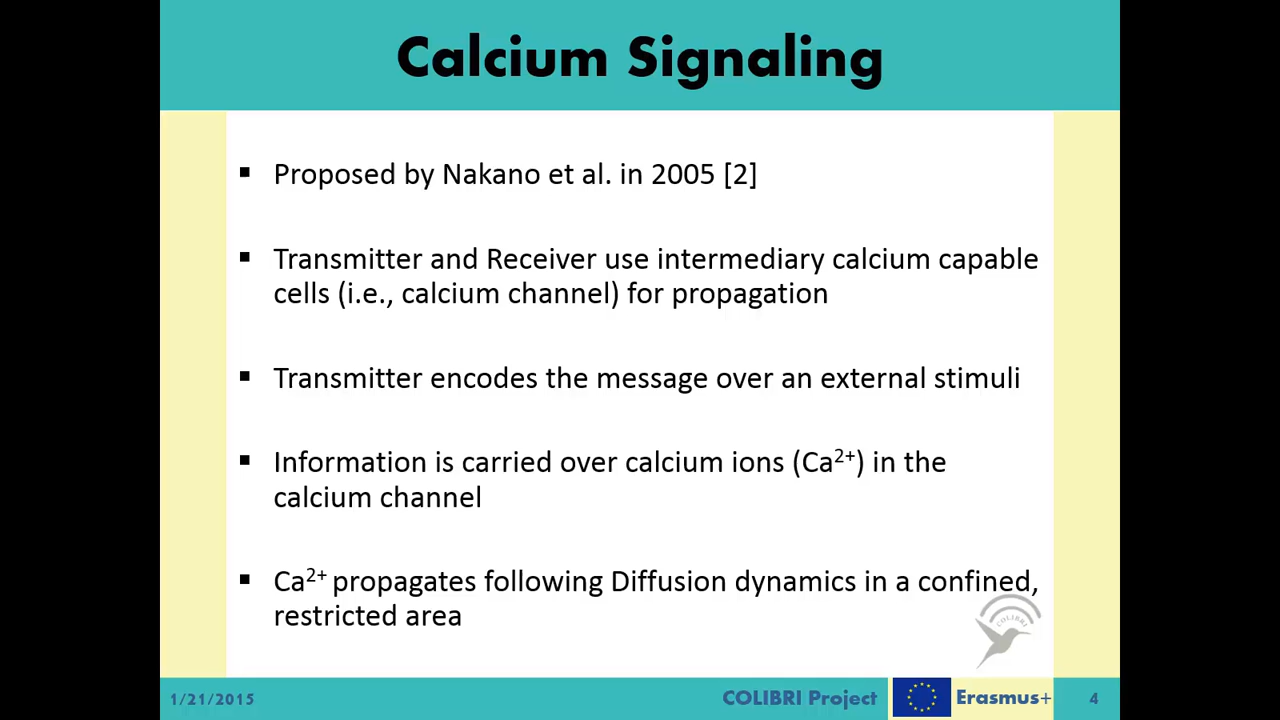 Calcium Signaling
▪ Proposed by Nakano et al. in 2005 [2]
▪ Transmitter and Receiver use intermediary calcium capable
cells (i.e., calcium channel) for propagation
▪ Transmitter encodes the message over an external stimuli
▪ Information is carried over calcium ions (Ca²⁺) in the
calcium channel
▪ Ca²⁺ propagates following Diffusion dynamics in a confined,
restricted area
COLIBRI
1/21/2015
COLIBRI Project
Erasmus+
4